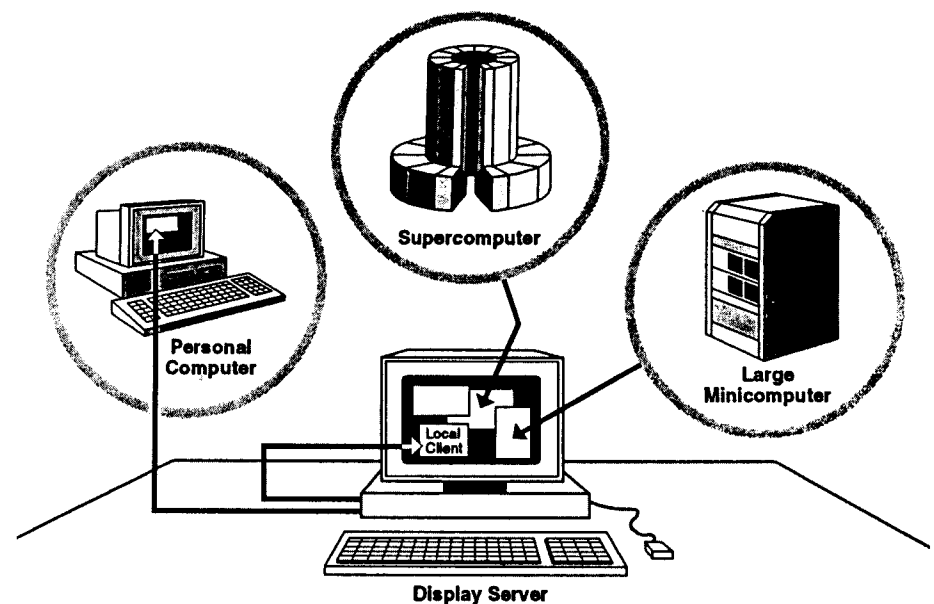 Supercomputer
Personal
Computer
Large
Minicomputer
Local
Client
Display Server